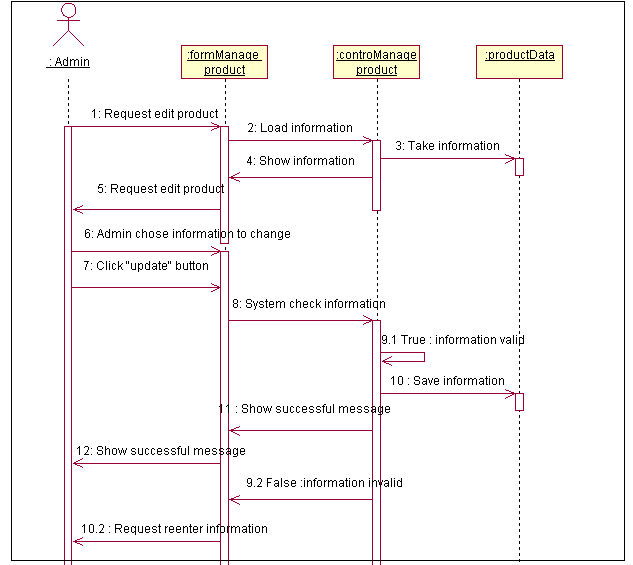 : Admin
:formManage
product
:controManage
product
:productData
1: Request edit product
2: Load information
3: Take information
4: Show information
5: Request edit product
6: Admin chose information to change
7: Click "update" button
8: System check information
9.1 True : information valid
10 : Save information
11 : Show successful message
12: Show successful message
9.2 False :information invalid
10.2 : Request reenter information